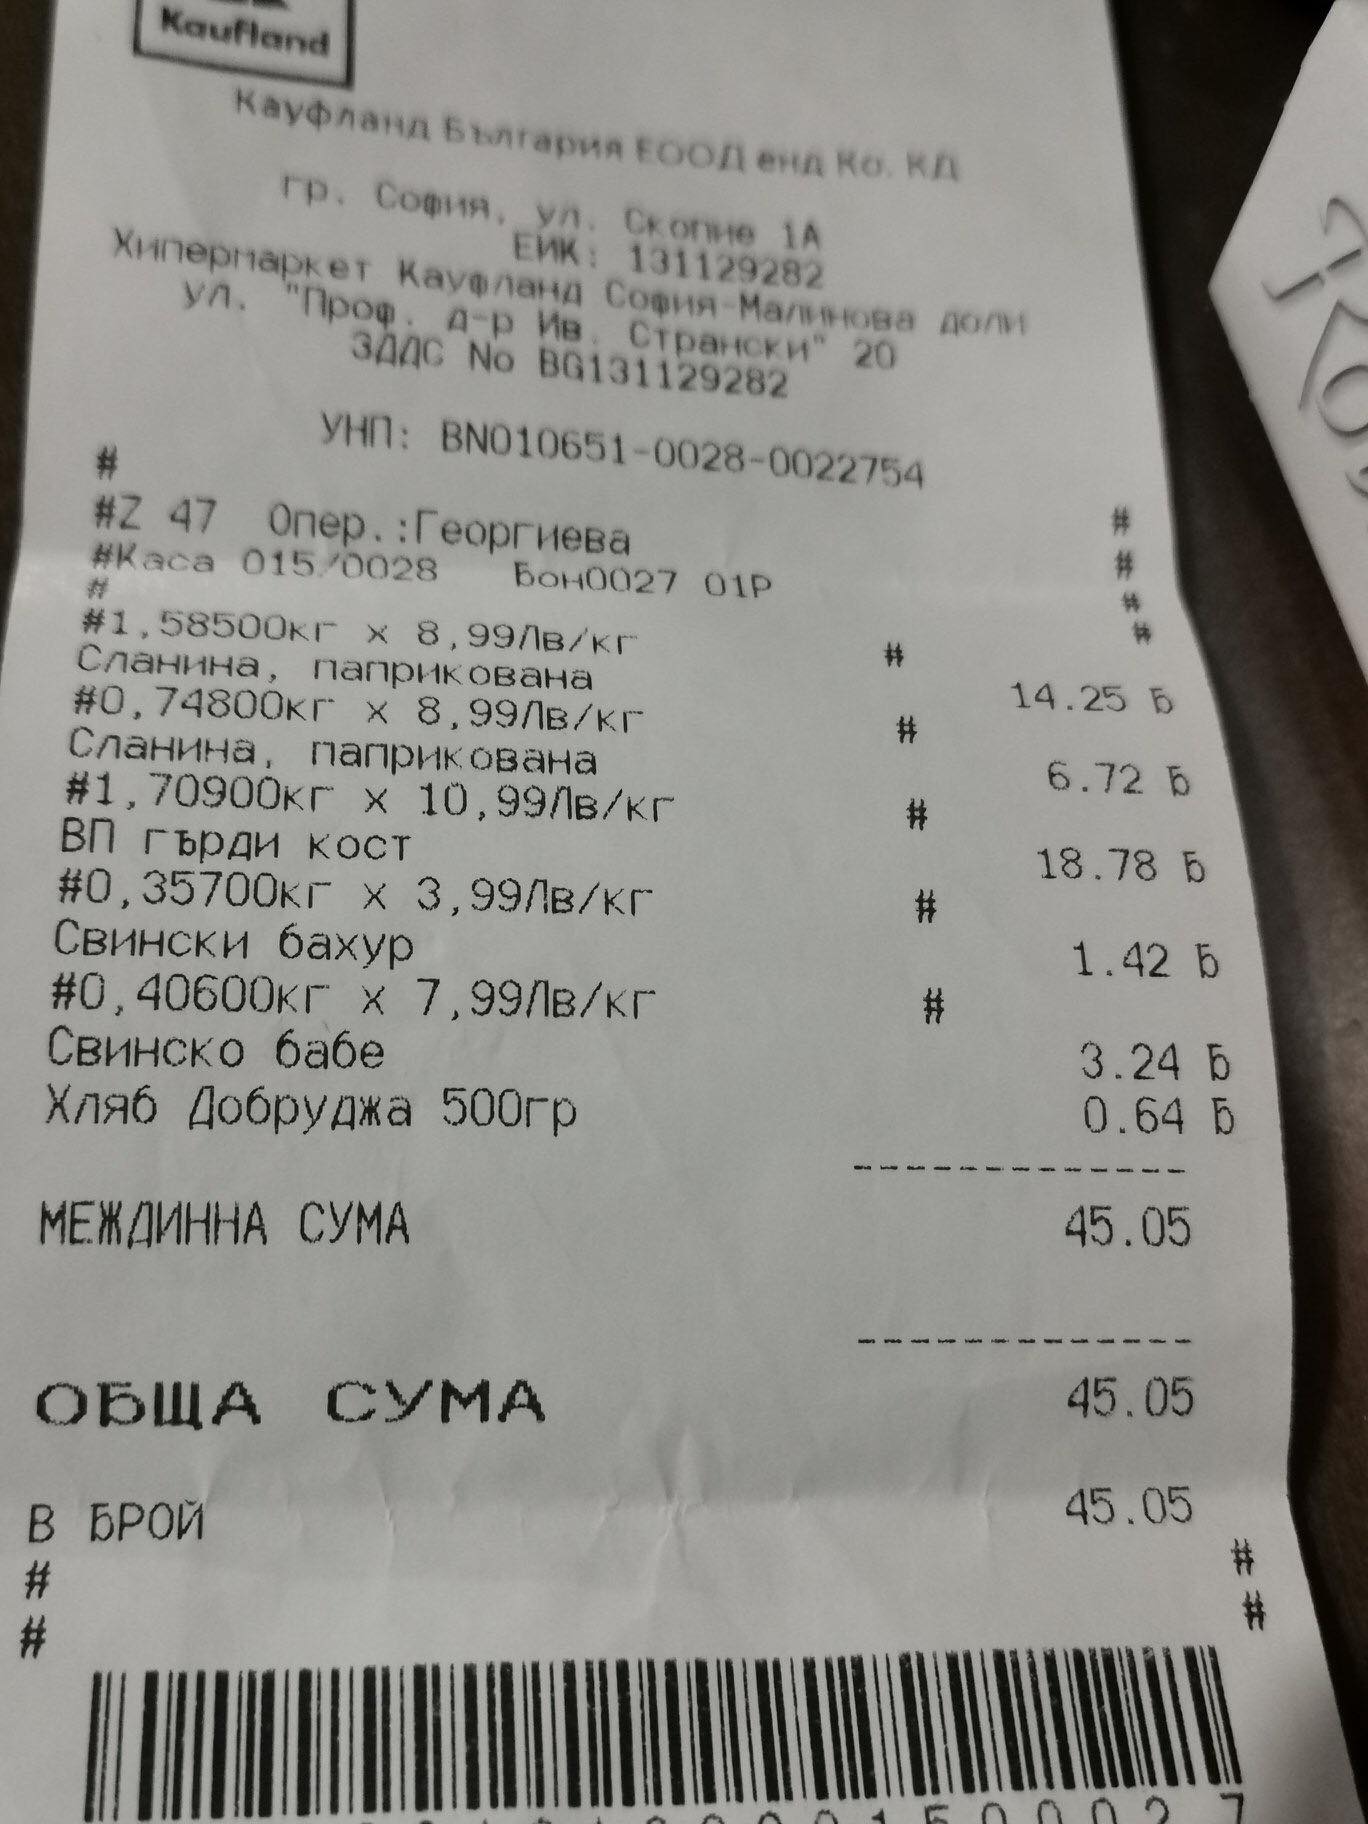 Kaufland
Кауфланд България ЕООД енд Ко. КД
гр. София, ул. Скопие 1А
ЕИК: 131129282
Хипермаркет Кауфланд София-Малинова доли
ул. "Проф. д-р Ив. Странски" 20
ЗДДС No BG131129282
УНП: BN010651-0028-0022754
# #
#Z 47 Опер.:Георгиева #
#Каса 015/0028 Бон0027 01Р #
# #
#1,58500кг x 8,99Лв/кг #
Сланина, паприкована 14.25 Б
#0,74800кг x 8,99Лв/кг #
Сланина, паприкована 6.72 Б
#1,70900кг x 10,99Лв/кг #
ВП гърди кост 18.78 Б
#0,35700кг x 3,99Лв/кг #
Свински бахур 1.42 Б
#0,40600кг x 7,99Лв/кг #
Свинско бабе 3.24 Б
Хляб Добруджа 500гр 0.64 Б
-------------
МЕЖДИННА СУМА 45.05
-------------
ОБЩА СУМА 45.05
В БРОЙ 45.05
# #
# #